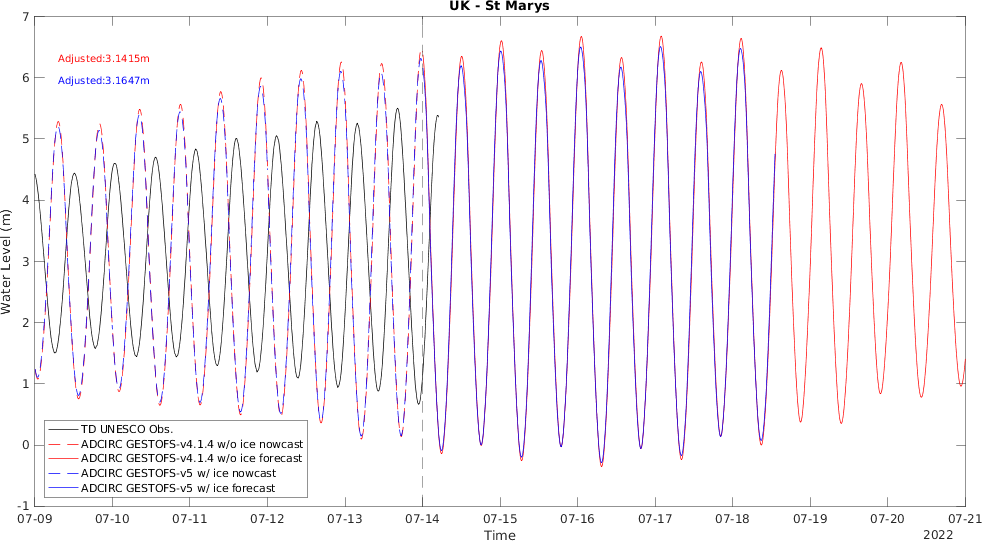 UK - St Marys
7
6
5
4
3
2
1
0
-1
Water Level (m)
Adjusted:3.1415m
Adjusted:3.1647m
TD UNESCO Obs.
ADCIRC GESTOFS-v4.1.4 w/o ice nowcast
ADCIRC GESTOFS-v4.1.4 w/o ice forecast
ADCIRC GESTOFS-v5 w/ ice nowcast
ADCIRC GESTOFS-v5 w/ ice forecast
07-09 07-10 07-11 07-12 07-13 07-14 07-15 07-16 07-17 07-18 07-19 07-20 07-21
Time
2022